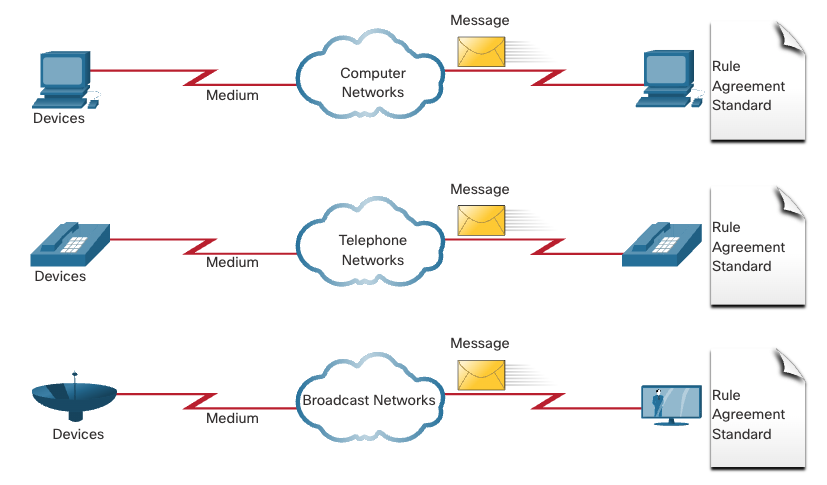 Message
Computer
Networks
Medium
Devices
Rule
Agreement
Standard
Message
Telephone
Networks
Medium
Devices
Rule
Agreement
Standard
Message
Broadcast Networks
Medium
Devices
Rule
Agreement
Standard